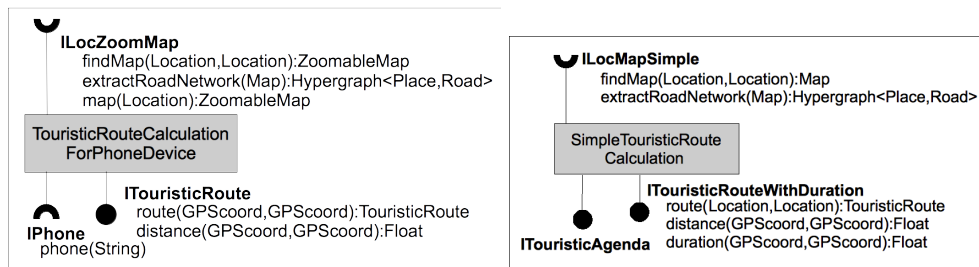 ILocZoomMap
findMap(Location,Location):ZoomableMap
extractRoadNetwork(Map):Hypergraph<Place,Road>
map(Location):ZoomableMap
TouristicRouteCalculation
ForPhoneDevice
ITouristicRoute
route(GPScoord,GPScoord):TouristicRoute
distance(GPScoord,GPScoord):Float
IPhone
phone(String)
ILocMapSimple
findMap(Location,Location):Map
extractRoadNetwork(Map):Hypergraph<Place,Road>
SimpleTouristicRoute
Calculation
ITouristicRouteWithDuration
route(Location,Location):TouristicRoute
distance(GPScoord,GPScoord):Float
duration(GPScoord,GPScoord):Float
ITouristicAgenda